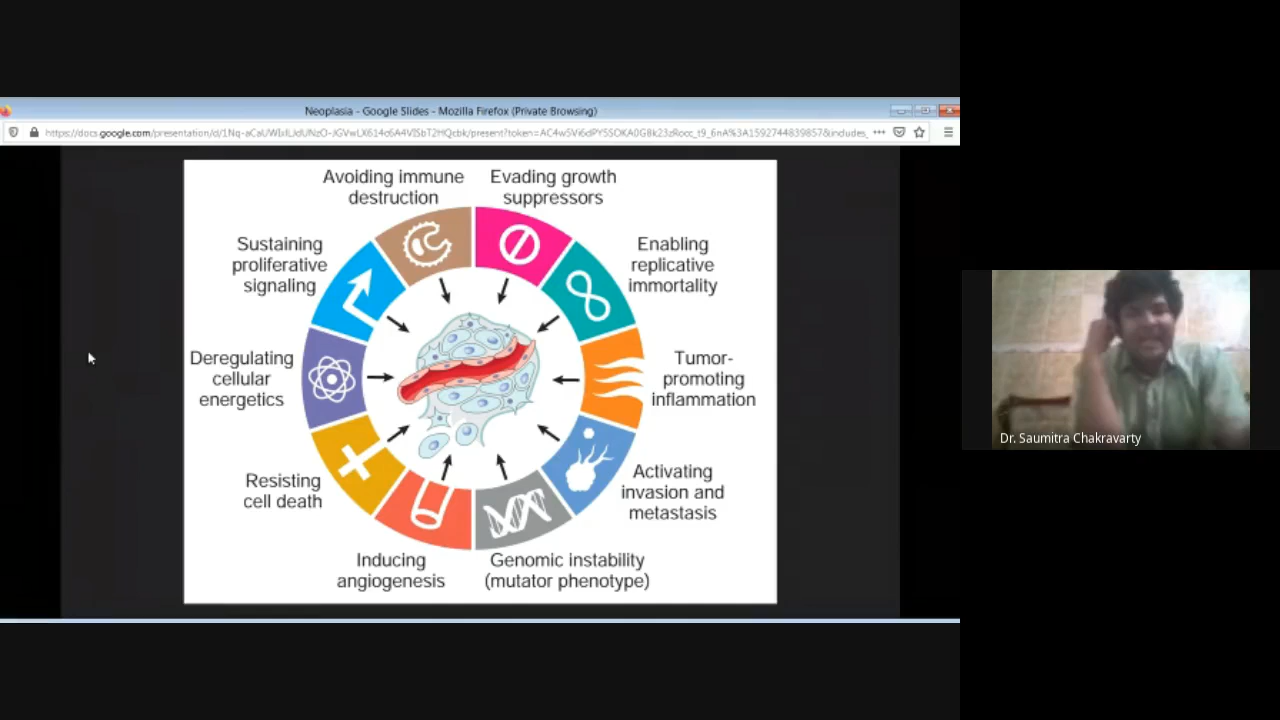 Neoplasia - Google Slides - Mozilla Firefox (Private Browsing)
Avoiding immune
destruction
Evading growth
suppressors
Sustaining
proliferative
signaling
Enabling
replicative
immortality
Deregulating
cellular
energetics
Tumor-
promoting
inflammation
Resisting
cell death
Activating
invasion and
metastasis
Inducing
angiogenesis
Genomic instability
(mutator phenotype)
Dr. Saumitra Chakravarty